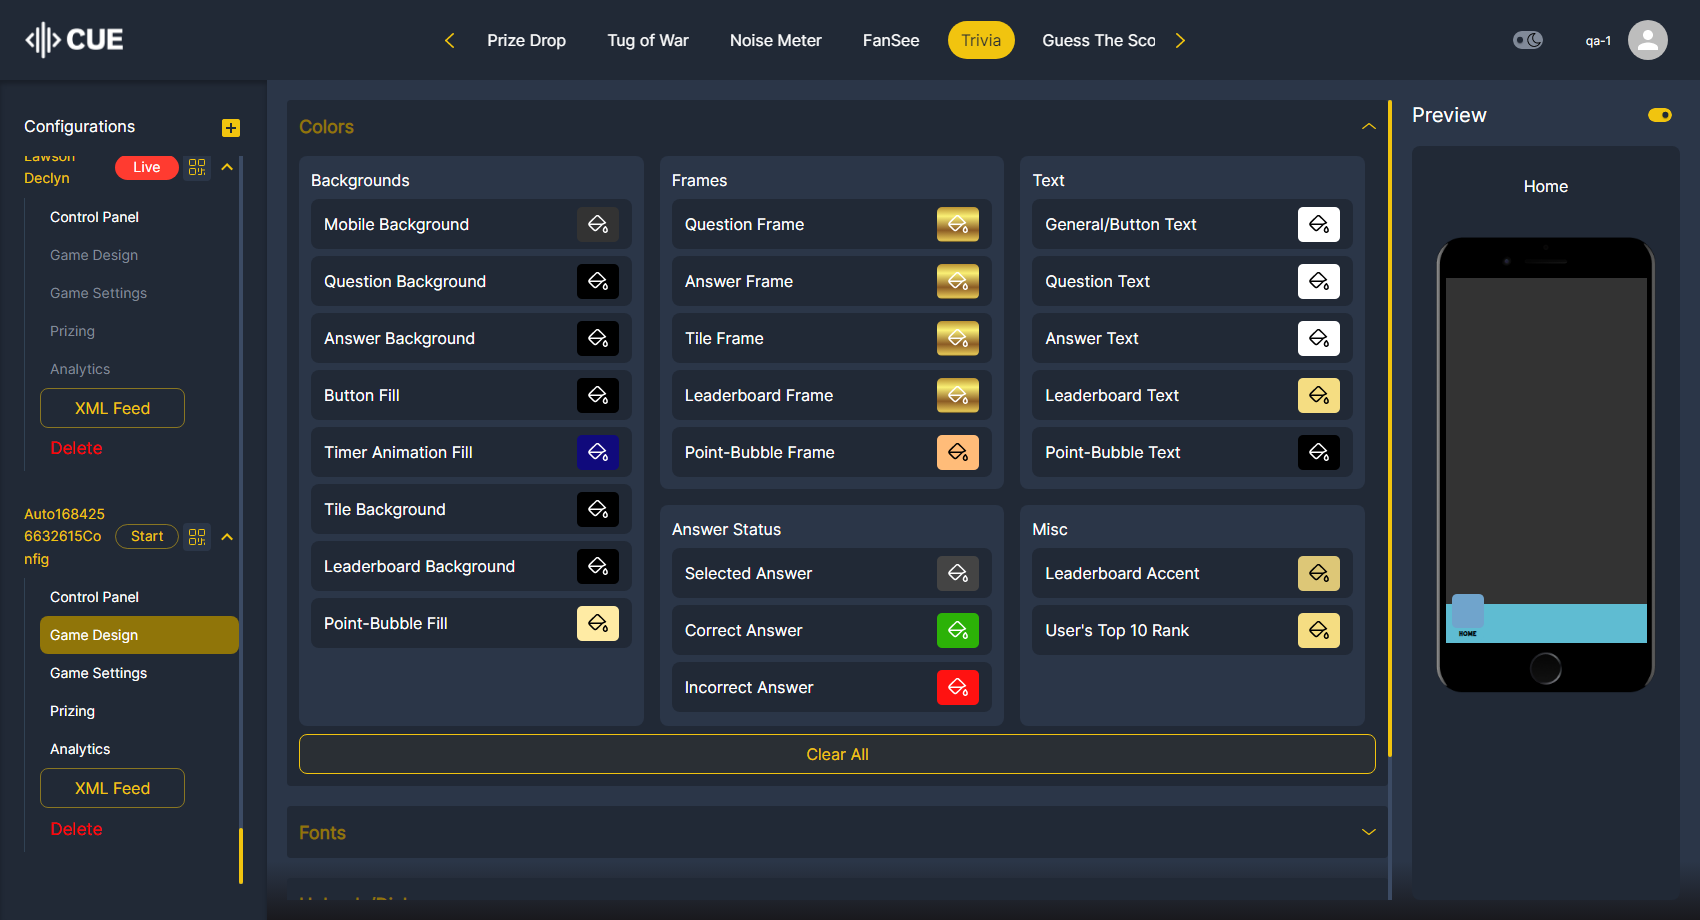 CUE
Prize Drop
Tug of War
Noise Meter
FanSee
Trivia
Guess The Sco
qa-1
Configurations
Lawson
Declyn
Live
Control Panel
Game Design
Game Settings
Prizing
Analytics
XML Feed
Delete
Auto168425
6632615Co
nfig
Start
Control Panel
Game Design
Game Settings
Prizing
Analytics
XML Feed
Delete
Colors
Backgrounds
Mobile Background
Question Background
Answer Background
Button Fill
Timer Animation Fill
Tile Background
Leaderboard Background
Point-Bubble Fill
Frames
Question Frame
Answer Frame
Tile Frame
Leaderboard Frame
Point-Bubble Frame
Text
General/Button Text
Question Text
Answer Text
Leaderboard Text
Point-Bubble Text
Answer Status
Selected Answer
Correct Answer
Incorrect Answer
Misc
Leaderboard Accent
User's Top 10 Rank
Clear All
Fonts
Preview
Home
HOME